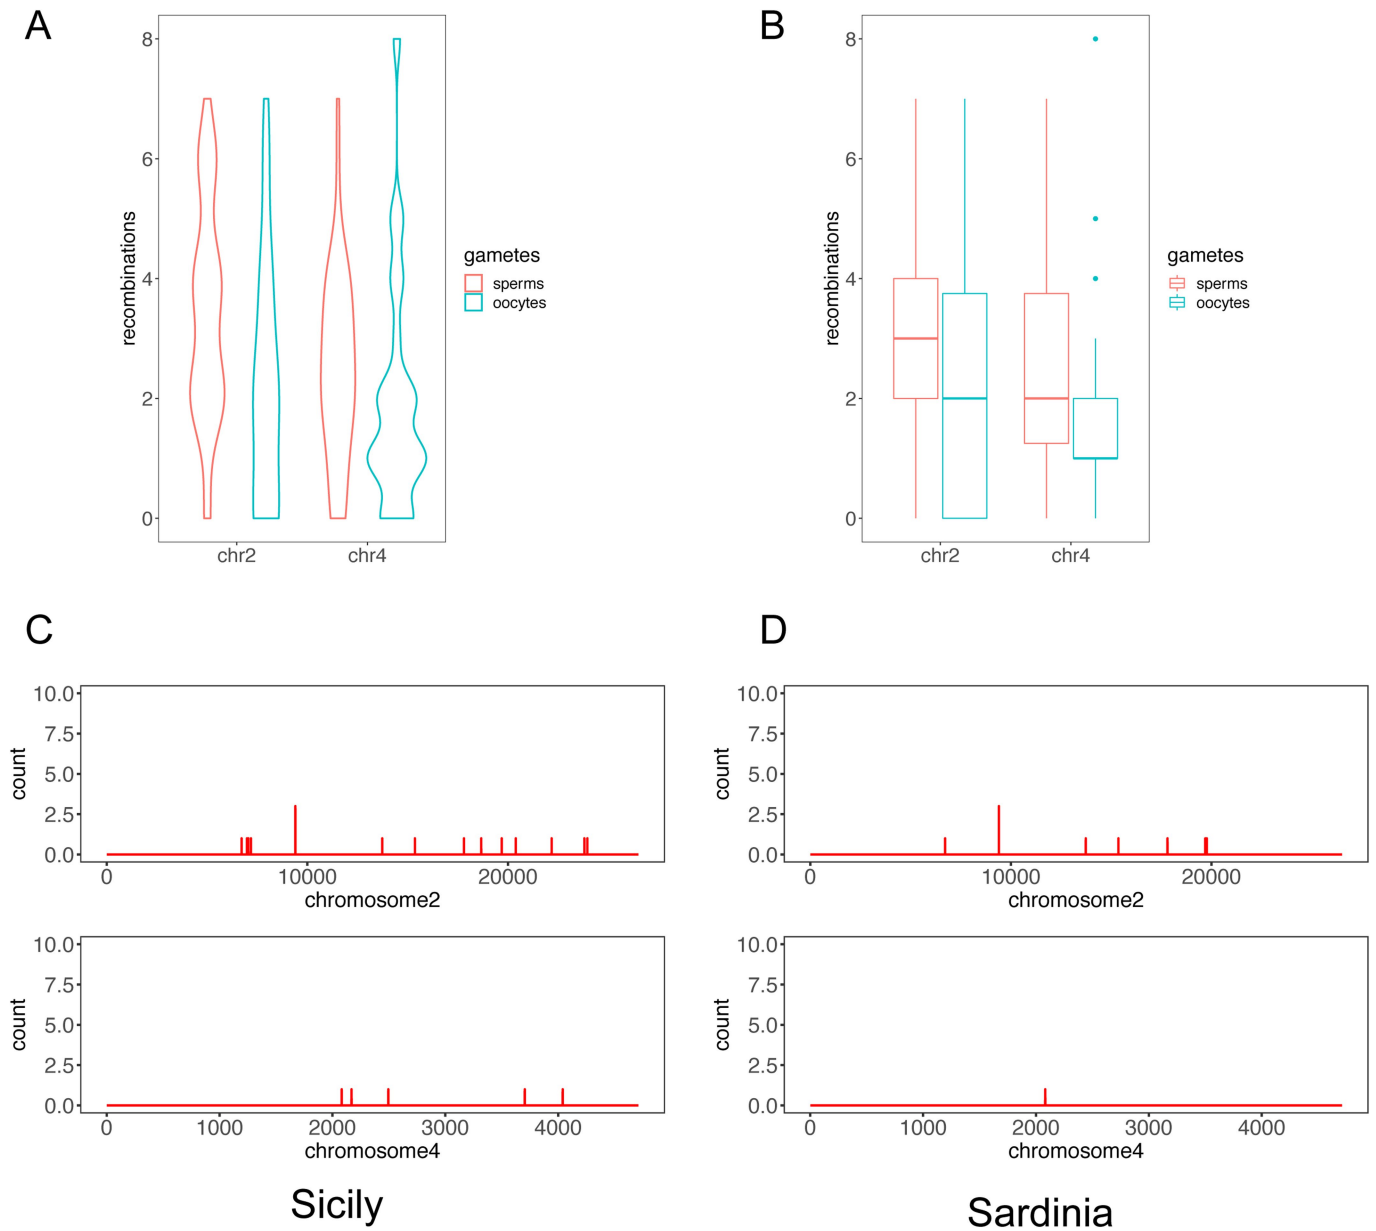 A
8
6
4
2
0
recombinations
chr2
chr4
gametes
sperms
oocytes
B
8
6
4
2
0
recombinations
chr2
chr4
gametes
sperms
oocytes
C
10.0
7.5
5.0
2.5
0.0
count
0 10000 20000
chromosome2
10.0
7.5
5.0
2.5
0.0
count
0 1000 2000 3000 4000
chromosome4
Sicily
D
10.0
7.5
5.0
2.5
0.0
count
0 10000 20000
chromosome2
10.0
7.5
5.0
2.5
0.0
count
0 1000 2000 3000 4000
chromosome4
Sardinia